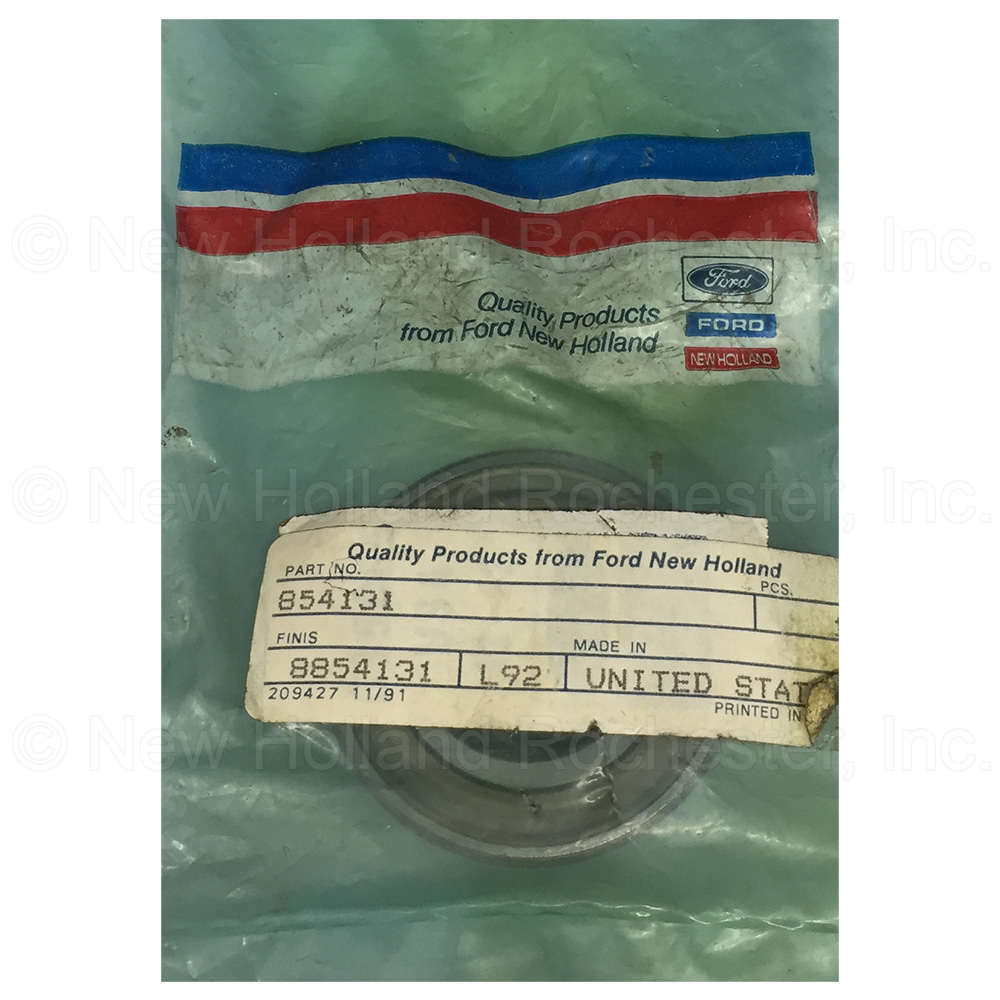 © New Holland Rochester, Inc.
Ford
Quality Products
from Ford New Holland
FORD
NEW HOLLAND
© New Holland Rochester, Inc.
Quality Products from Ford New Holland
PART NO.
PCS.
854131
FINIS
MADE IN
8854131
L92
UNITED STAT
209427 11/91
PRINTED IN
© New Holland Rochester, Inc.